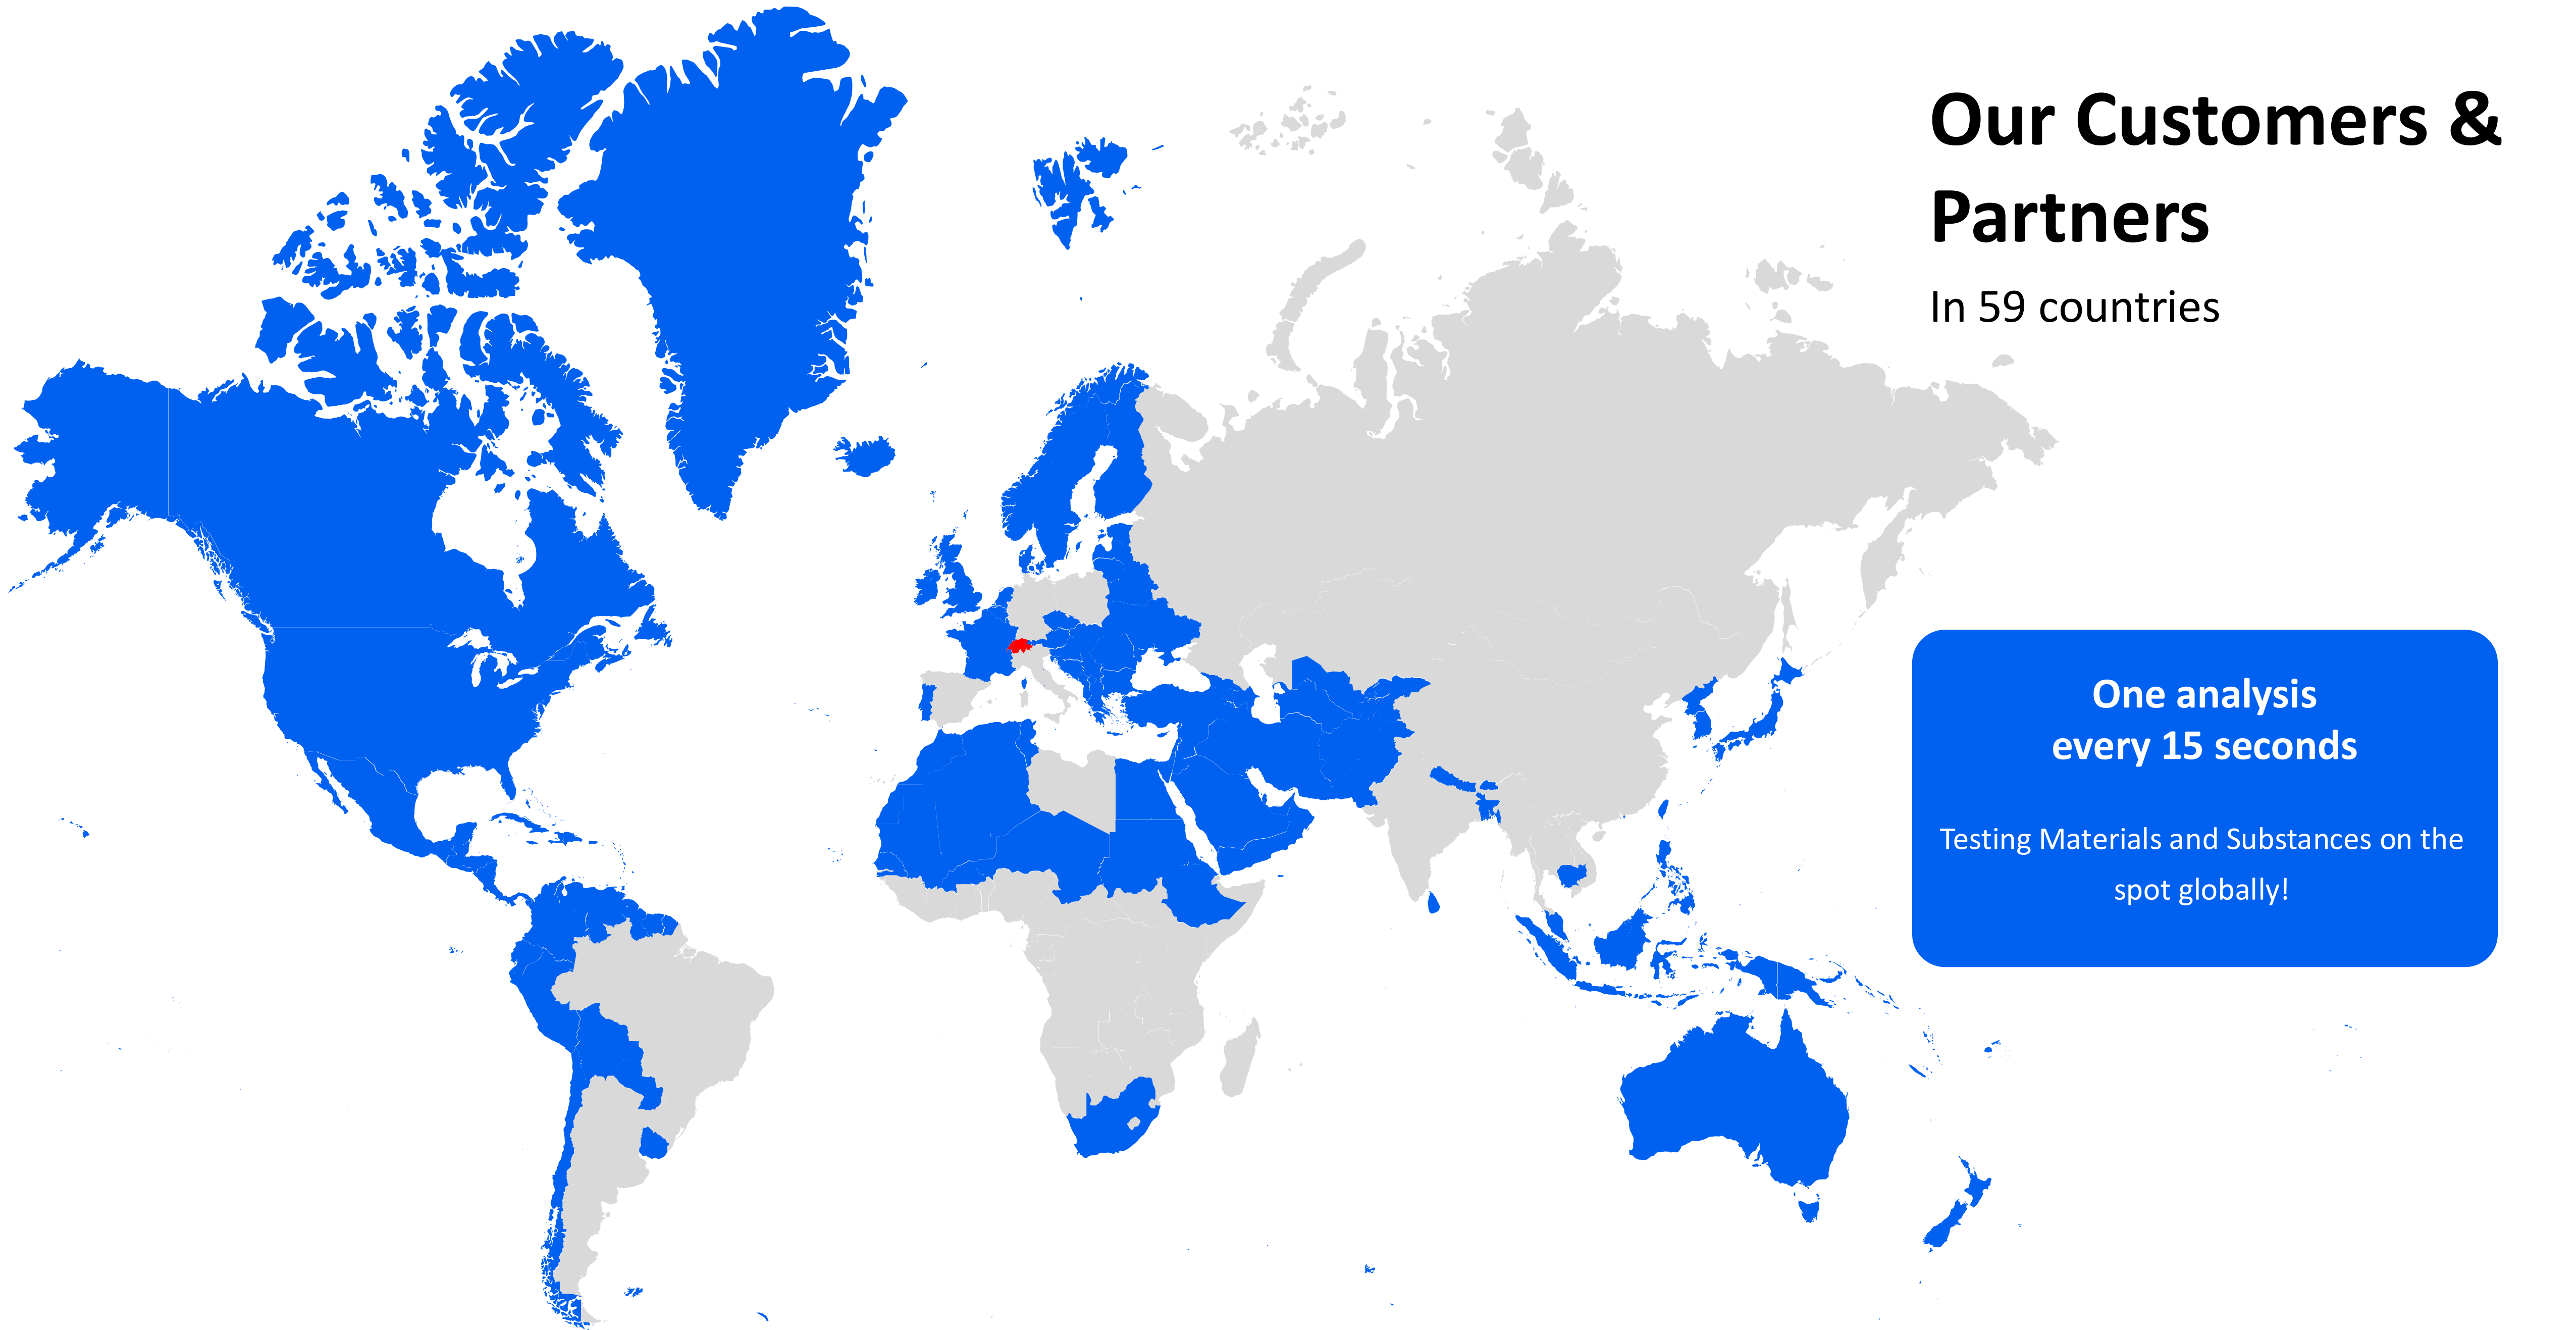 Our Customers &
Partners
In 59 countries
One analysis
every 15 seconds
Testing Materials and Substances on the
spot globally!